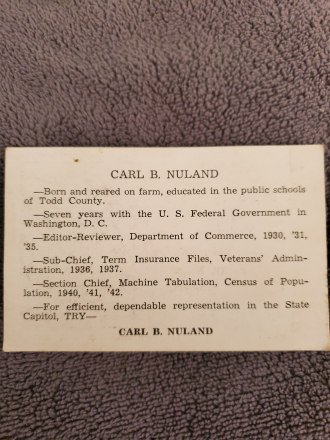 CARL B. NULAND
—Born and reared on farm, educated in the public schools
of Todd County.
—Seven years with the U. S. Federal Government in
Washington, D. C.
—Editor-Reviewer, Department of Commerce, 1930, '31,
'35.
—Sub-Chief, Term Insurance Files, Veterans' Admin-
istration, 1936, 1937.
—Section Chief, Machine Tabulation, Census of Popu-
lation, 1940, '41, '42.
—For efficient, dependable representation in the State
Capitol, TRY—
CARL B. NULAND